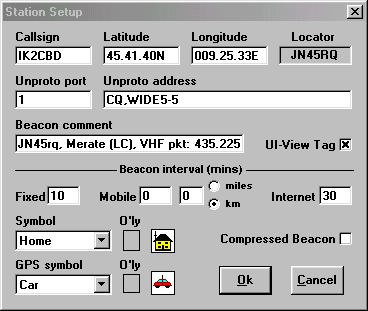 Station Setup
Callsign Latitude Longitude Locator
IK2CBD 45.41.40N 009.25.33E JN45RQ
Unproto port Unproto address
1 CQ,WIDE5-5
Beacon comment
JN45rq, Merate (LC), VHF pkt: 435.225 UI-View Tag
Beacon interval (mins)
Fixed 10 Mobile 0 0 miles km Internet 30
Symbol O'ly
Home Compressed Beacon
GPS symbol O'ly
Car Ok Cancel